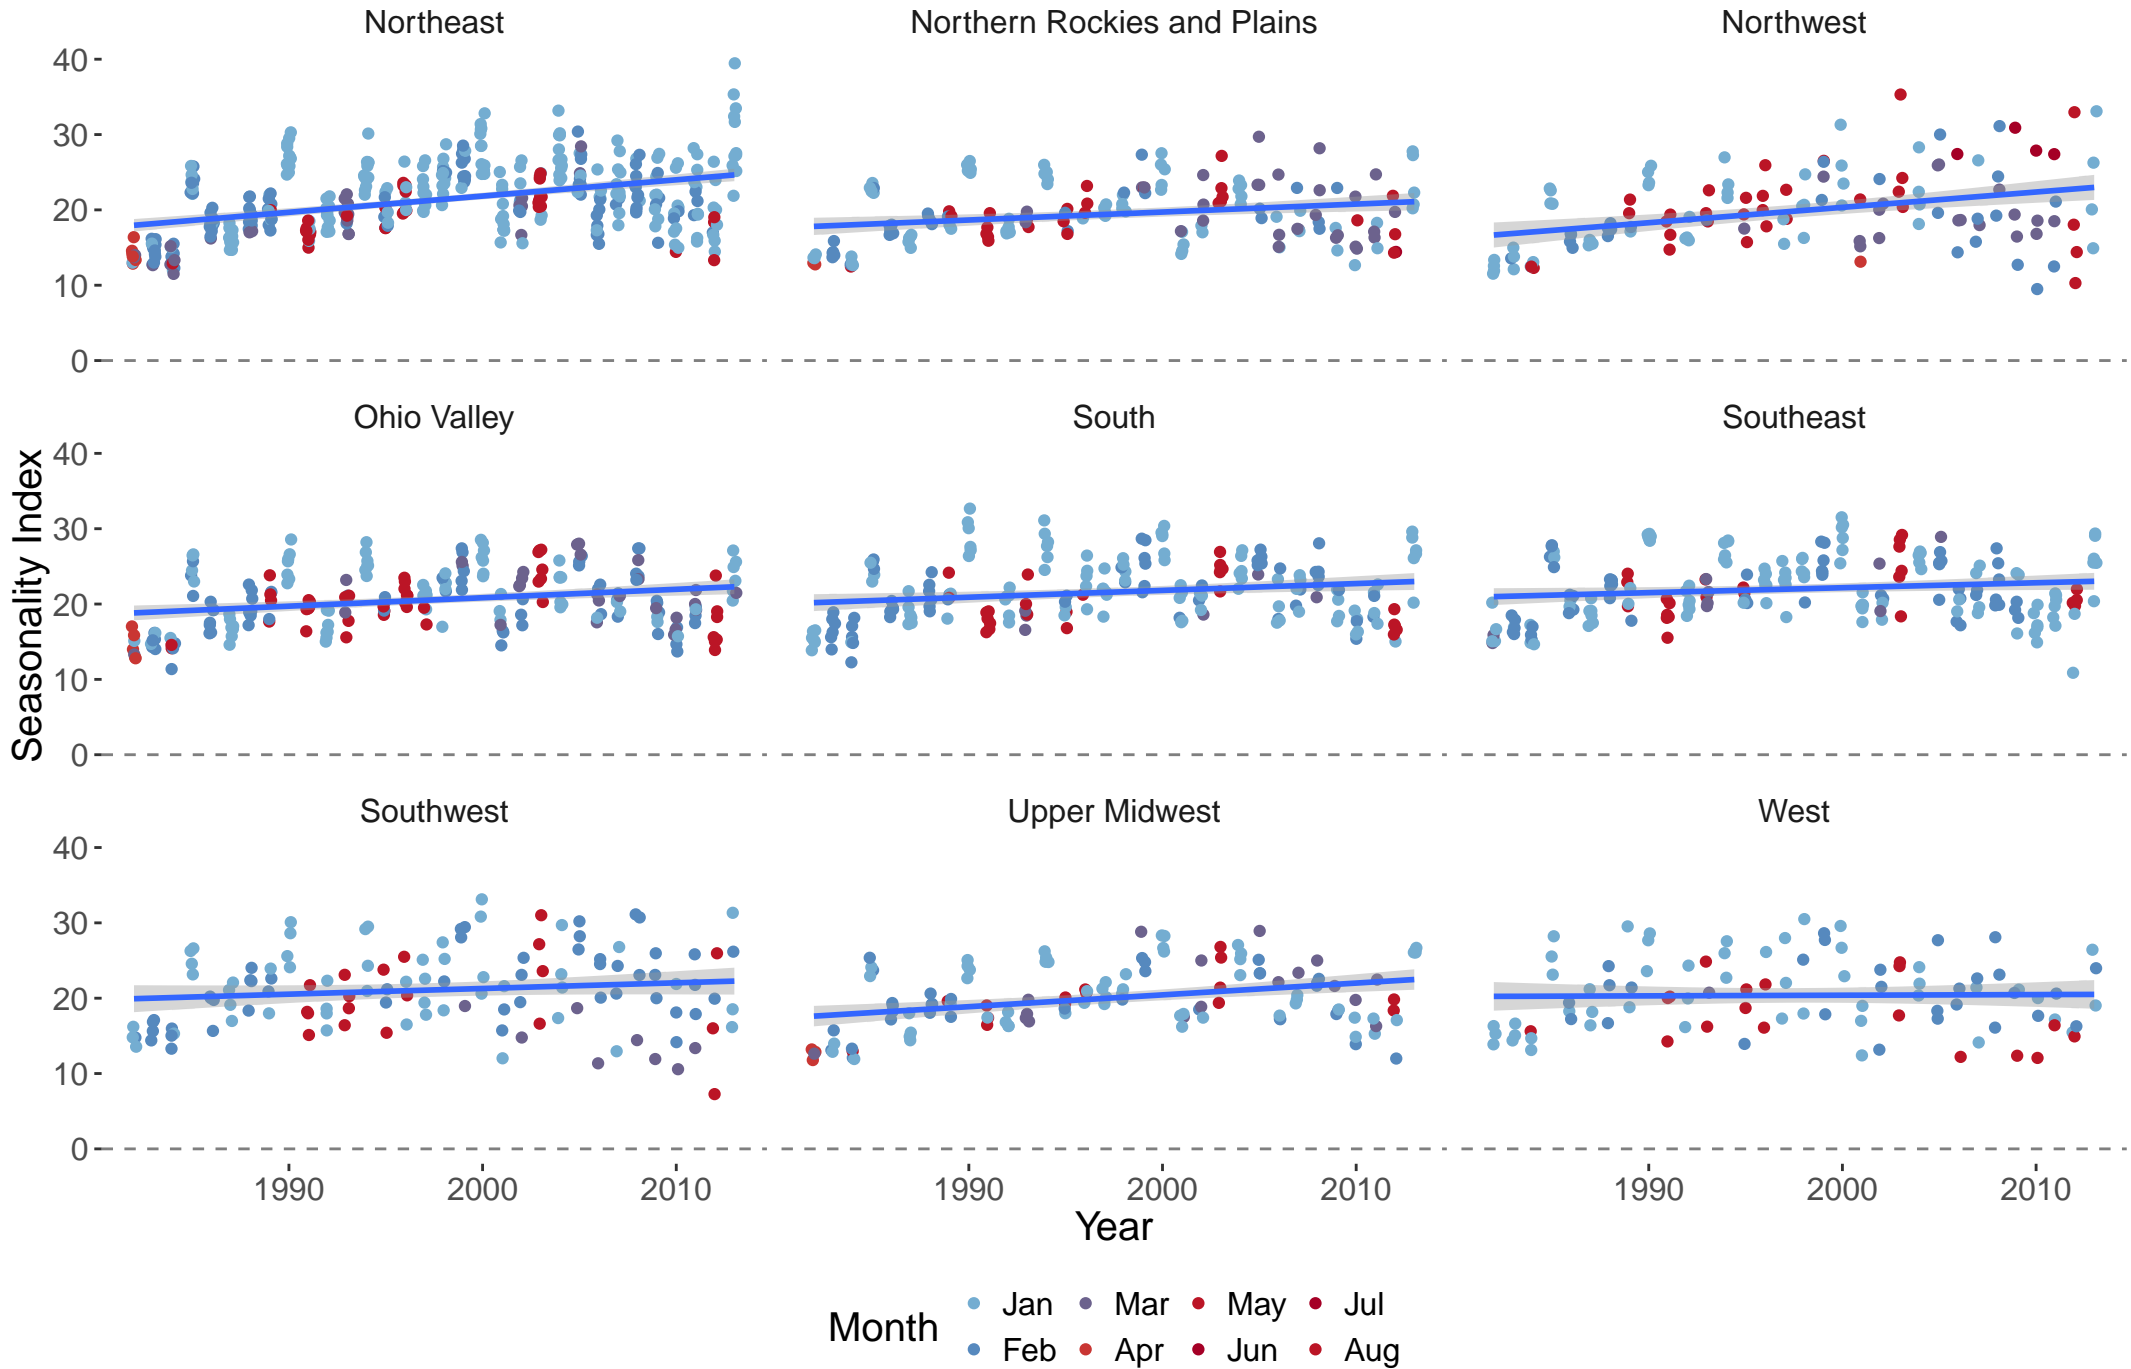 Northeast Northern Rockies and Plains Northwest
40
30
20
10
0
Ohio Valley South Southeast
40
30
20
10
0
Seasonality Index
Southwest Upper Midwest West
40
30
20
10
0
1990 2000 2010 1990 2000 2010 1990 2000 2010
Year
Month
Jan Mar May Jul
Feb Apr Jun Aug